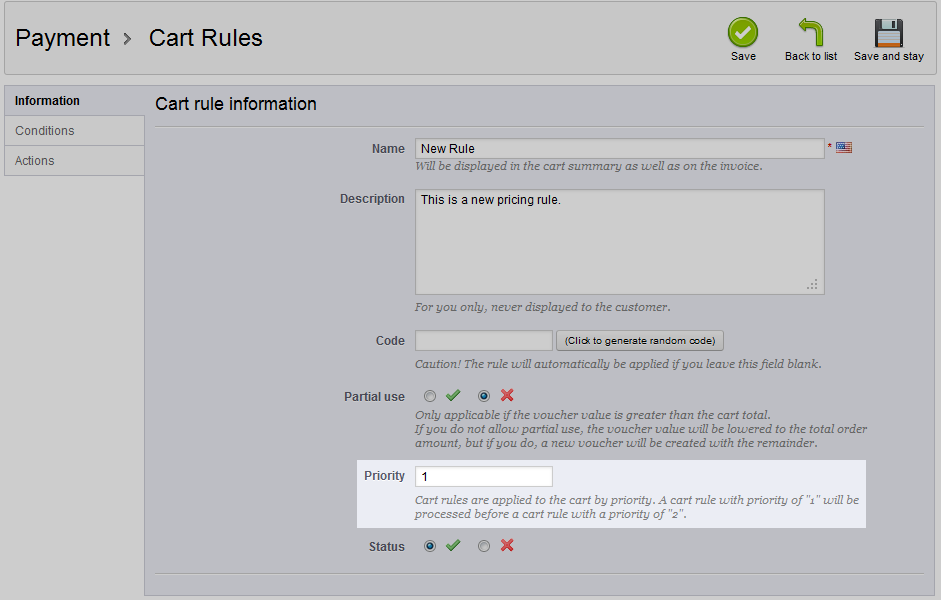 Payment > Cart Rules
Save
Back to list
Save and stay
Information
Conditions
Actions
Cart rule information
Name
New Rule
*
Will be displayed in the cart summary as well as on the invoice.
Description
This is a new pricing rule.
For you only, never displayed to the customer.
Code
(Click to generate random code)
Caution! The rule will automatically be applied if you leave this field blank.
Partial use
Only applicable if the voucher value is greater than the cart total.
If you do not allow partial use, the voucher value will be lowered to the total order
amount, but if you do, a new voucher will be created with the remainder.
Priority
1
Cart rules are applied to the cart by priority. A cart rule with priority of "1" will be
processed before a cart rule with a priority of "2".
Status